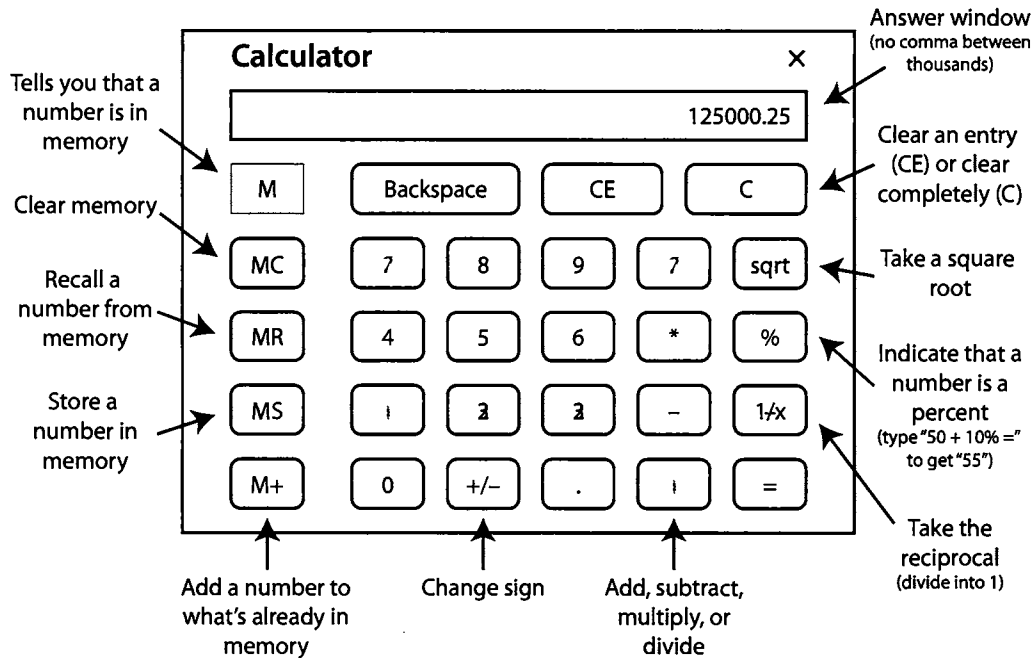 Answer window
(no comma between
thousands)
Calculator ×
Tells you that a
number is in
memory
125000.25
Clear an entry
(CE) or clear
completely (C)
M Backspace CE C
Clear memory
MC 7 8 9 7 sqrt
Take a square
root
Recall a
number from
memory
MR 4 5 6 * %
Indicate that a
number is a
percent
(type "50 + 10% ="
to get "55")
Store a
number in
memory
MS – 1/x
M+ 0 +/– . =
Take the
reciprocal
(divide into 1)
Add a number to
what's already in
memory
Change sign
Add, subtract,
multiply, or
divide